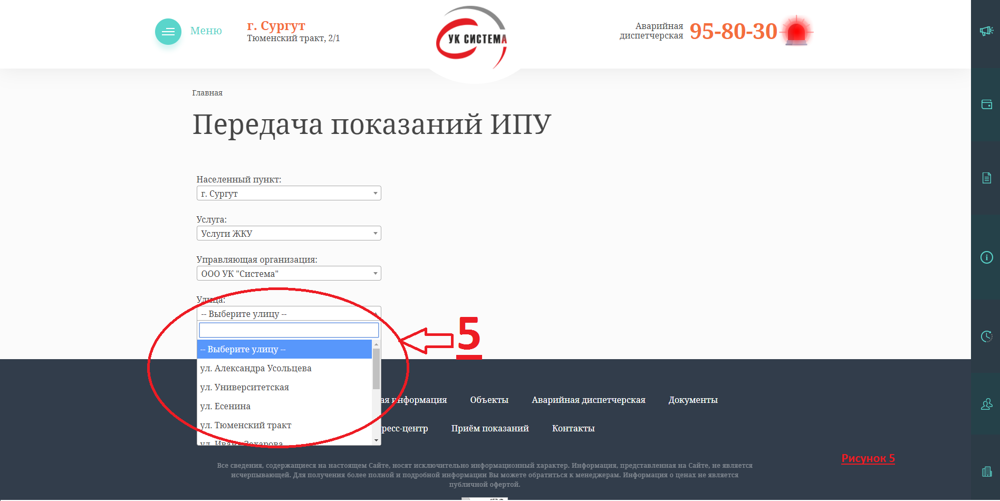 Меню
г. Сургут
Тюменский тракт, 2/1
УК СИСТЕМА
Аварийная
диспетчерская
95-80-30
Главная
Передача показаний ИПУ
Населенный пункт:
г. Сургут
Услуга:
Услуги ЖКУ
Управляющая организация:
ООО УК "Система"
Улица:
-- Выберите улицу --
5
-- Выберите улицу --
ул. Александра Усольцева
ул. Университетская
ул. Есенина
ул. Тюменский тракт
ул. Ивана Захарова
ая информация Объекты Аварийная диспетчерская Документы
ресс-центр Приём показаний Контакты
Рисунок 5
Все сведения, содержащиеся на настоящем Сайте, носят исключительно информационный характер. Информация, представленная на Сайте, не является
исчерпывающей. Для получения более полной и подробной информации Вы можете обратиться к менеджерам. Информация о ценах не является
публичной офертой.